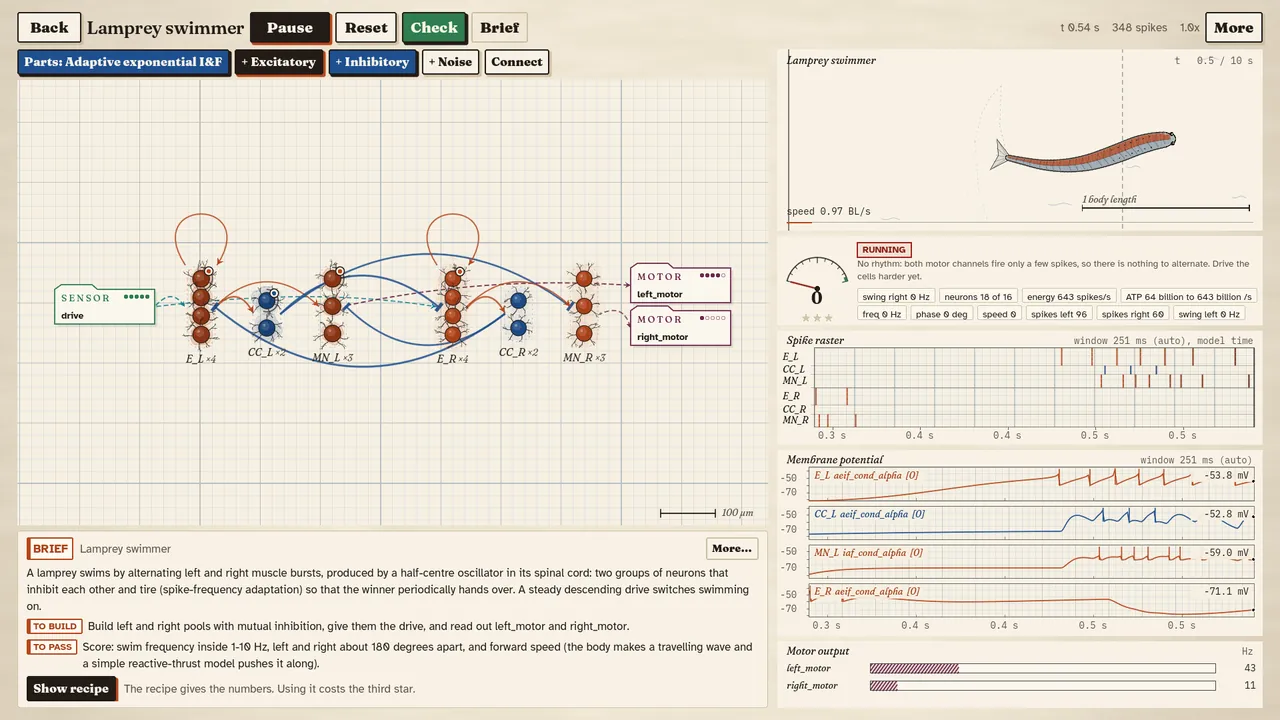 Back Lamprey swimmer Pause Reset Check Brief t 0.54 s 348 spikes 1.0x More
Parts: Adaptive exponential I&F + Excitatory + Inhibitory + Noise Connect
SENSOR
drive
E_L ×4
CC_L ×2
MN_L ×3
E_R ×4
CC_R ×2
MN_R ×3
MOTOR
left_motor
MOTOR
right_motor
100 µm
BRIEF Lamprey swimmer More...
A lamprey swims by alternating left and right muscle bursts, produced by a half-centre oscillator in its spinal cord: two groups of neurons that
inhibit each other and tire (spike-frequency adaptation) so that the winner periodically hands over. A steady descending drive switches swimming
on.
TO BUILD Build left and right pools with mutual inhibition, give them the drive, and read out left_motor and right_motor.
TO PASS Score: swim frequency inside 1-10 Hz, left and right about 180 degrees apart, and forward speed (the body makes a travelling wave and
a simple reactive-thrust model pushes it along).
Show recipe The recipe gives the numbers. Using it costs the third star.
Lamprey swimmer t 0.5 / 10 s
1 body length
speed 0.97 BL/s
0
RUNNING
No rhythm: both motor channels fire only a few spikes, so there is nothing to alternate. Drive the
cells harder yet.
swing right 0 Hz neurons 18 of 16 energy 643 spikes/s ATP 64 billion to 643 billion /s
freq 0 Hz phase 0 deg speed 0 spikes left 96 spikes right 60 swing left 0 Hz
Spike raster window 251 ms (auto), model time
E_L
CC_L
MN_L
E_R
CC_R
MN_R
0.3 s 0.4 s 0.4 s 0.5 s 0.5 s
Membrane potential window 251 ms (auto)
-50 E_L aeif_cond_alpha [0] -53.8 mV
-70
-50 CC_L aeif_cond_alpha [0] -52.8 mV
-70
-50 MN_L iaf_cond_alpha [0] -59.0 mV
-70
-50 E_R aeif_cond_alpha [0] -71.1 mV
-70
0.3 s 0.4 s 0.4 s 0.5 s 0.5 s
Motor output Hz
left_motor 43
right_motor 11